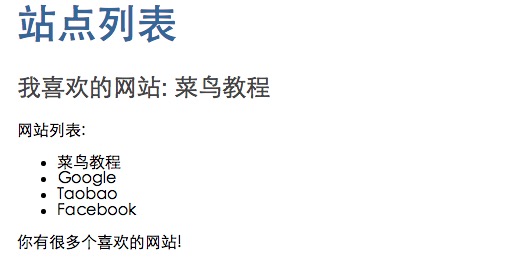 站点列表
我喜欢的网站: 菜鸟教程
网站列表:
菜鸟教程
Google
Taobao
Facebook
你有很多个喜欢的网站!